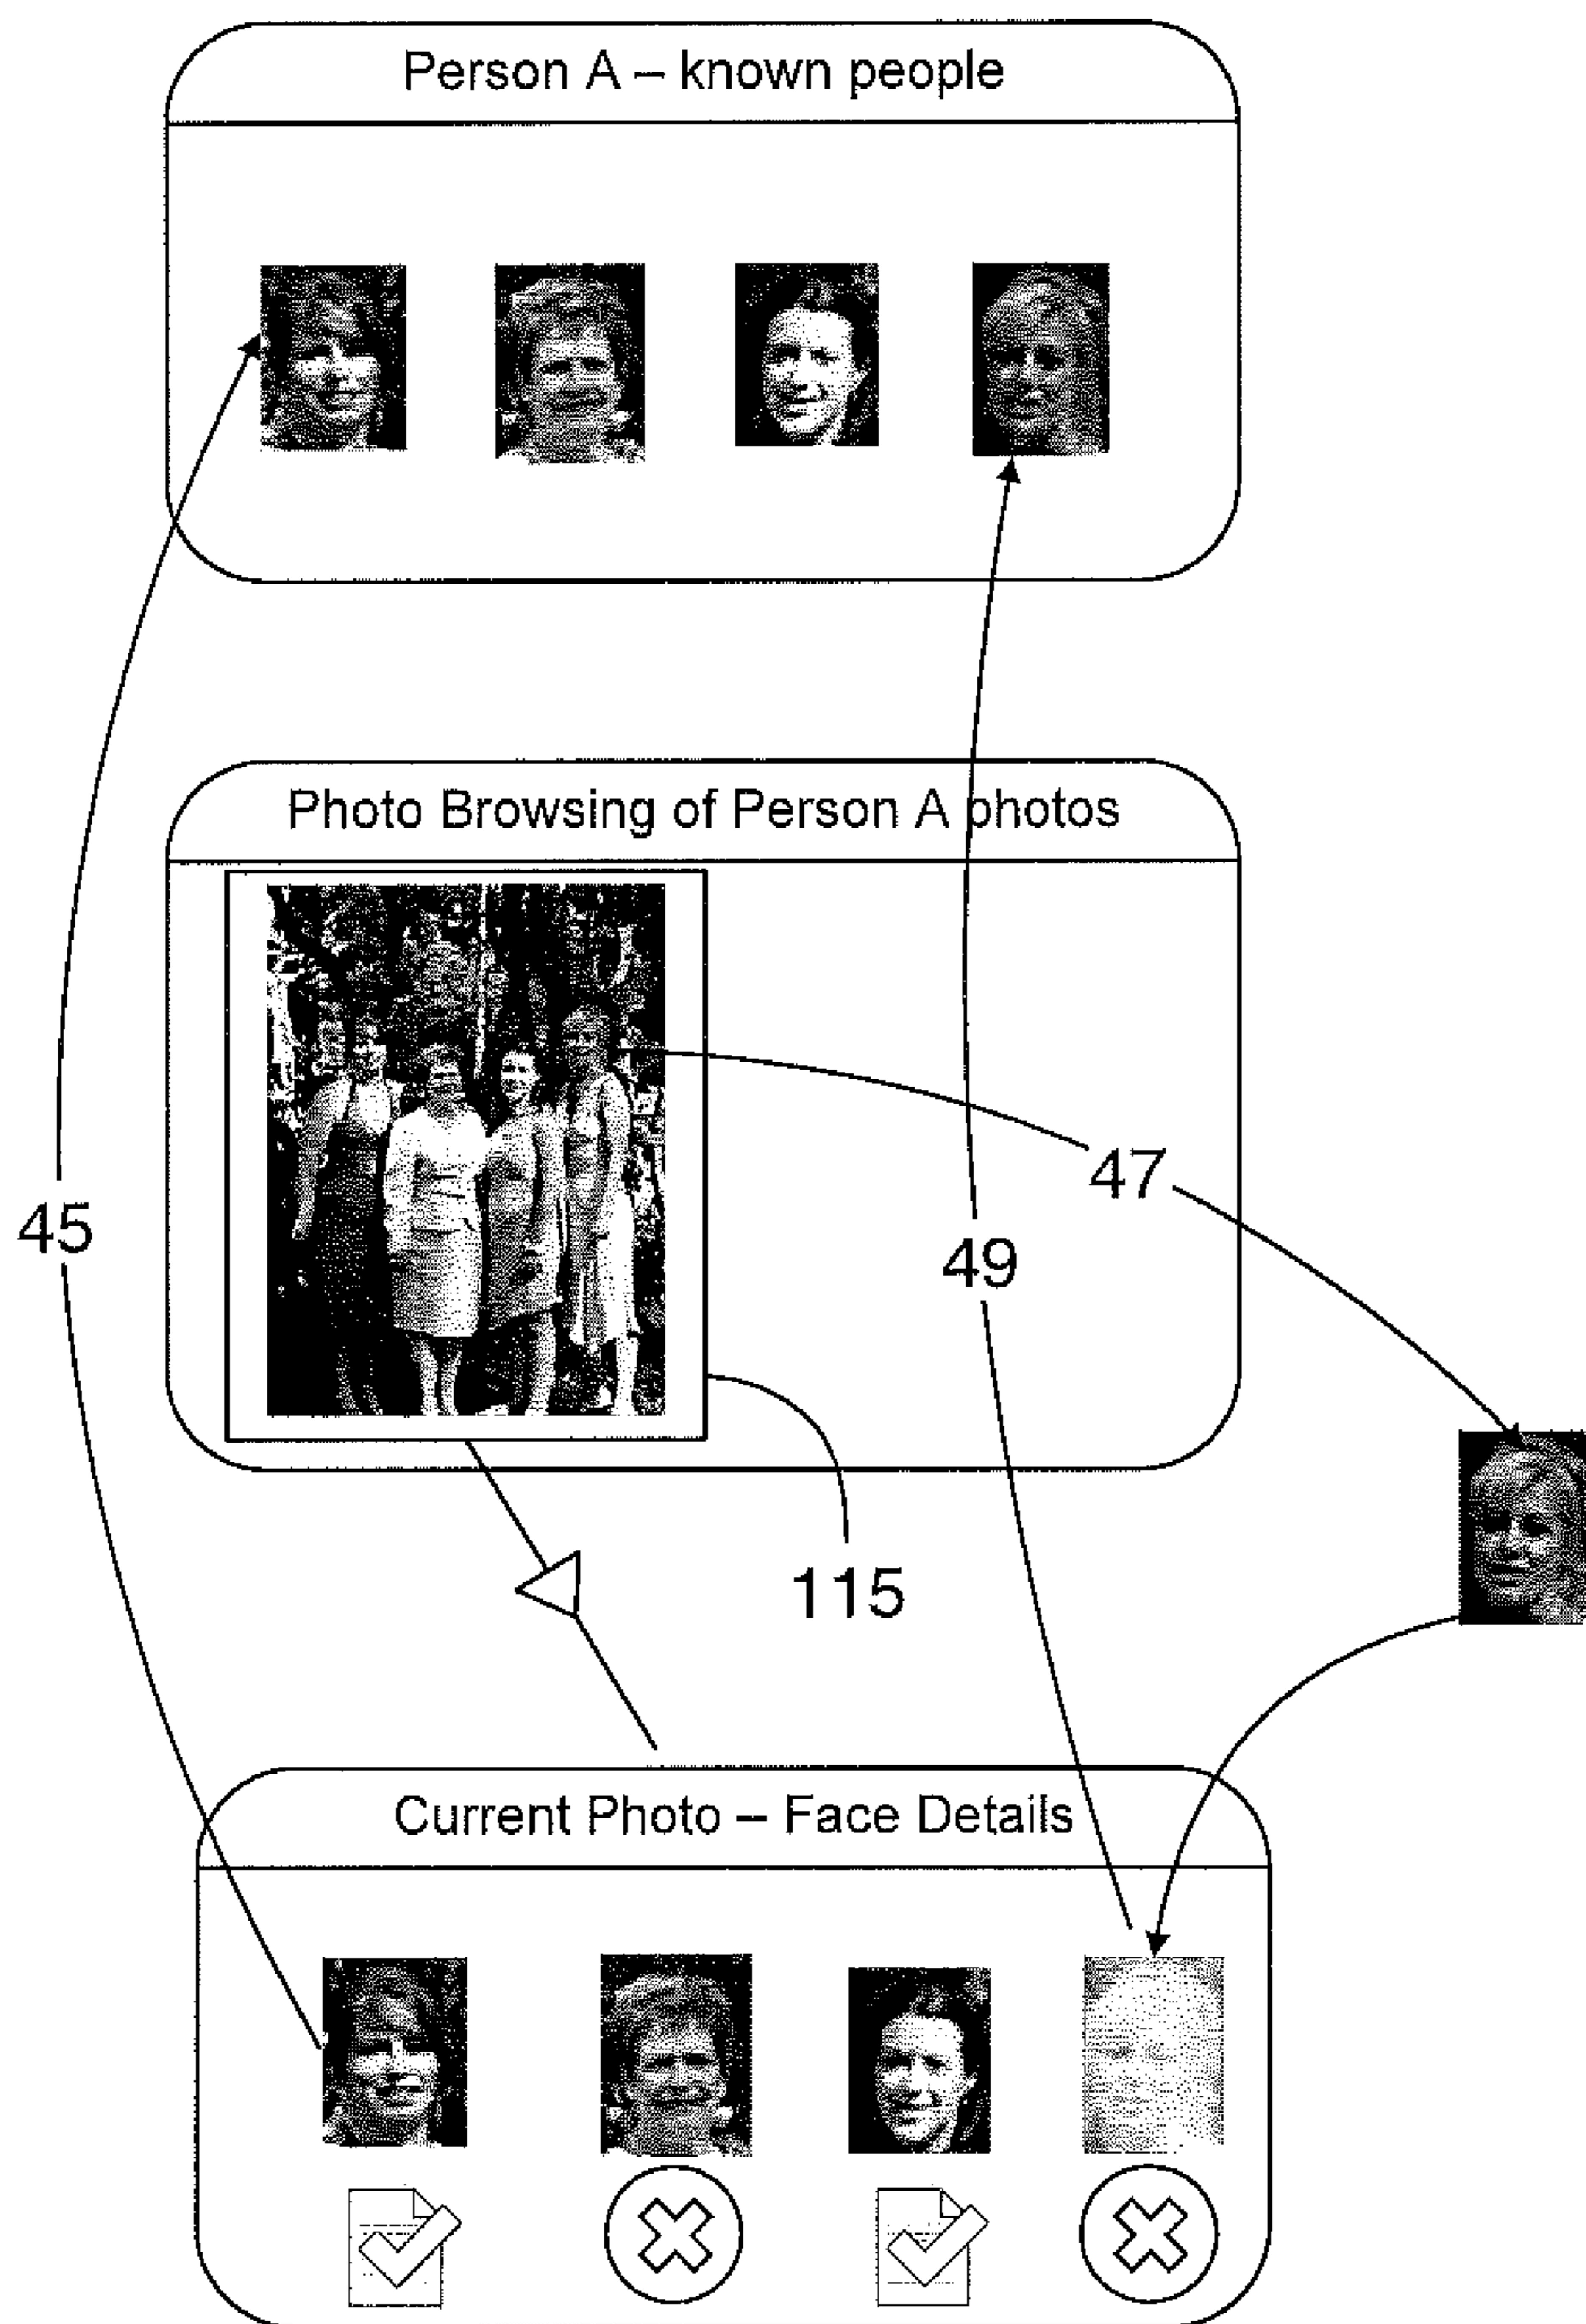 Person A – known people
Photo Browsing of Person A photos
47
45
49
115
Current Photo – Face Details